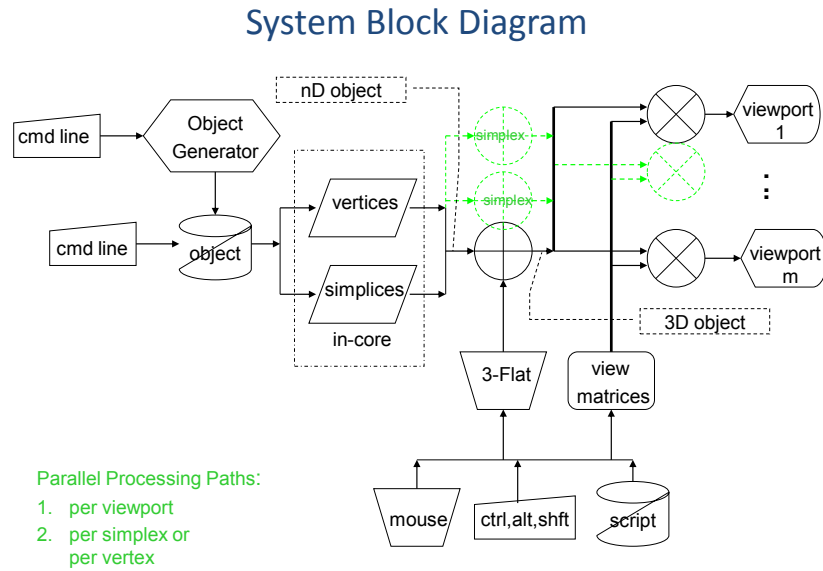 System Block Diagram
nD object
cmd line
Object
Generator
simplex
viewport
1
simplex
vertices
cmd line
object
simplices
in-core
viewport
m
3D object
3-Flat
view
matrices
Parallel Processing Paths:
1. per viewport
2. per simplex or
per vertex
mouse
ctrl,alt,shft
script